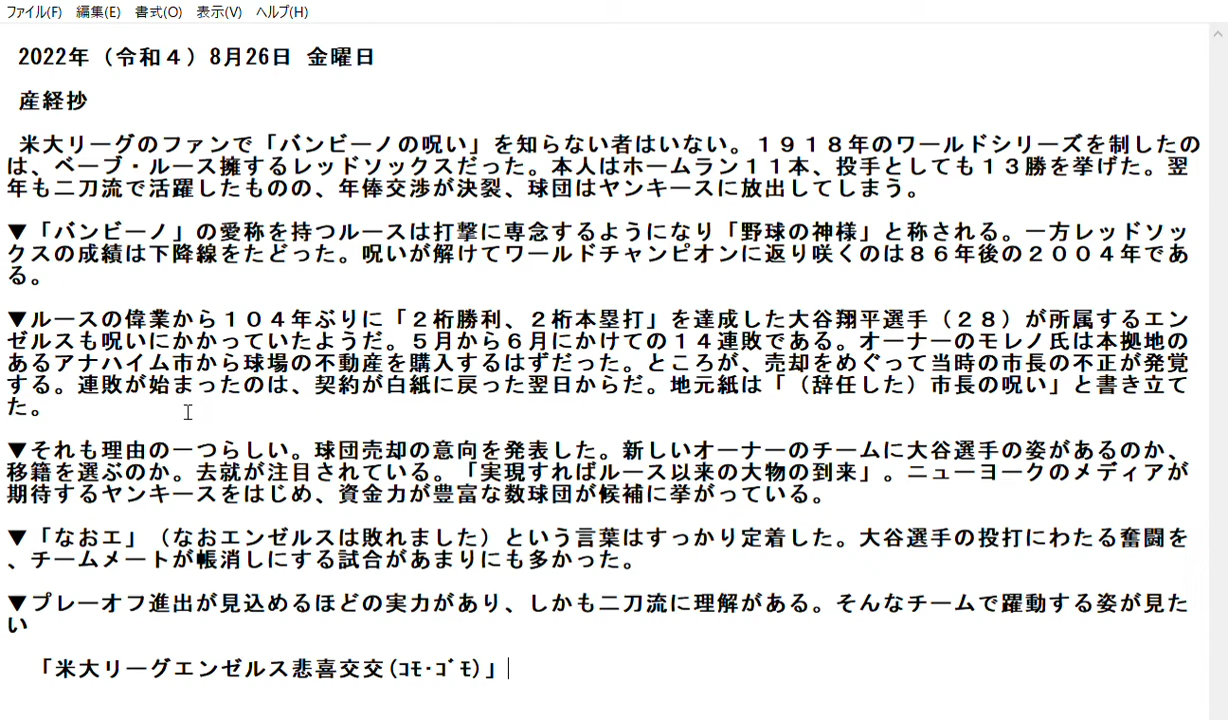 ファイル(F) 編集(E) 書式(O) 表示(V) ヘルプ(H)
2022年（令和４）8月26日 金曜日
産経抄
米大リーグのファンで「バンビーノの呪い」を知らない者はいない。１９１８年のワールドシリーズを制したの
は、ベーブ・ルース擁するレッドソックスだった。本人はホームラン１１本、投手としても１３勝を挙げた。翌
年も二刀流で活躍したものの、年俸交渉が決裂、球団はヤンキースに放出してしまう。
▼「バンビーノ」の愛称を持つルースは打撃に専念するようになり「野球の神様」と称される。一方レッドソッ
クスの成績は下降線をたどった。呪いが解けてワールドチャンピオンに返り咲くのは８６年後の２００４年であ
る。
▼ルースの偉業から１０４年ぶりに「２桁勝利、２桁本塁打」を達成した大谷翔平選手（２８）が所属するエン
ゼルスも呪いにかかっていたようだ。５月から６月にかけての１４連敗である。オーナーのモレノ氏は本拠地の
あるアナハイム市から球場の不動産を購入するはずだった。ところが、売却をめぐって当時の市長の不正が発覚
する。連敗が始まったのは、契約が白紙に戻った翌日からだ。地元紙は「（辞任した）市長の呪い」と書き立て
た。
▼それも理由の一つらしい。球団売却の意向を発表した。新しいオーナーのチームに大谷選手の姿があるのか、
移籍を選ぶのか。去就が注目されている。「実現すればルース以来の大物の到来」。ニューヨークのメディアが
期待するヤンキースをはじめ、資金力が豊富な数球団が候補に挙がっている。
▼「なおエ」（なおエンゼルスは敗れました）という言葉はすっかり定着した。大谷選手の投打にわたる奮闘を
、チームメートが帳消しにする試合があまりにも多かった。
▼プレーオフ進出が見込めるほどの実力があり、しかも二刀流に理解がある。そんなチームで躍動する姿が見た
い
「米大リーグエンゼルス悲喜交交(ｺﾓ･ｺﾞﾓ)」